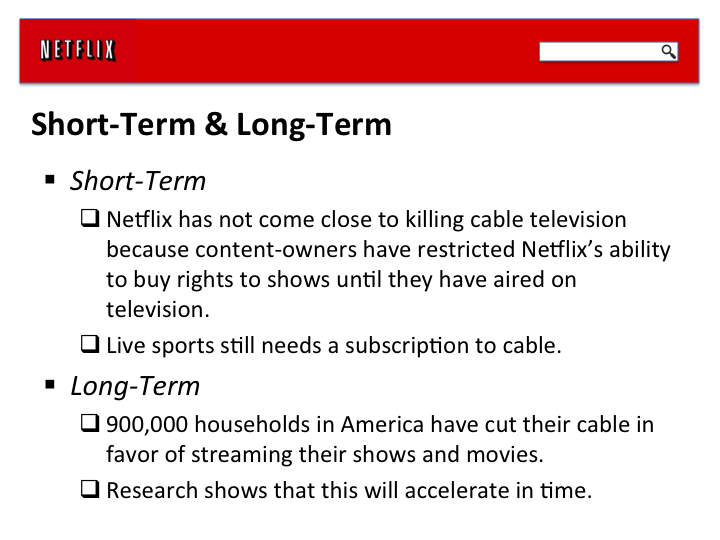 NETFLIX
Short-Term & Long-Term
▪ Short-Term
❑ Netflix has not come close to killing cable television
because content-owners have restricted Netflix's ability
to buy rights to shows until they have aired on
television.
❑ Live sports still needs a subscription to cable.
▪ Long-Term
❑ 900,000 households in America have cut their cable in
favor of streaming their shows and movies.
❑ Research shows that this will accelerate in time.